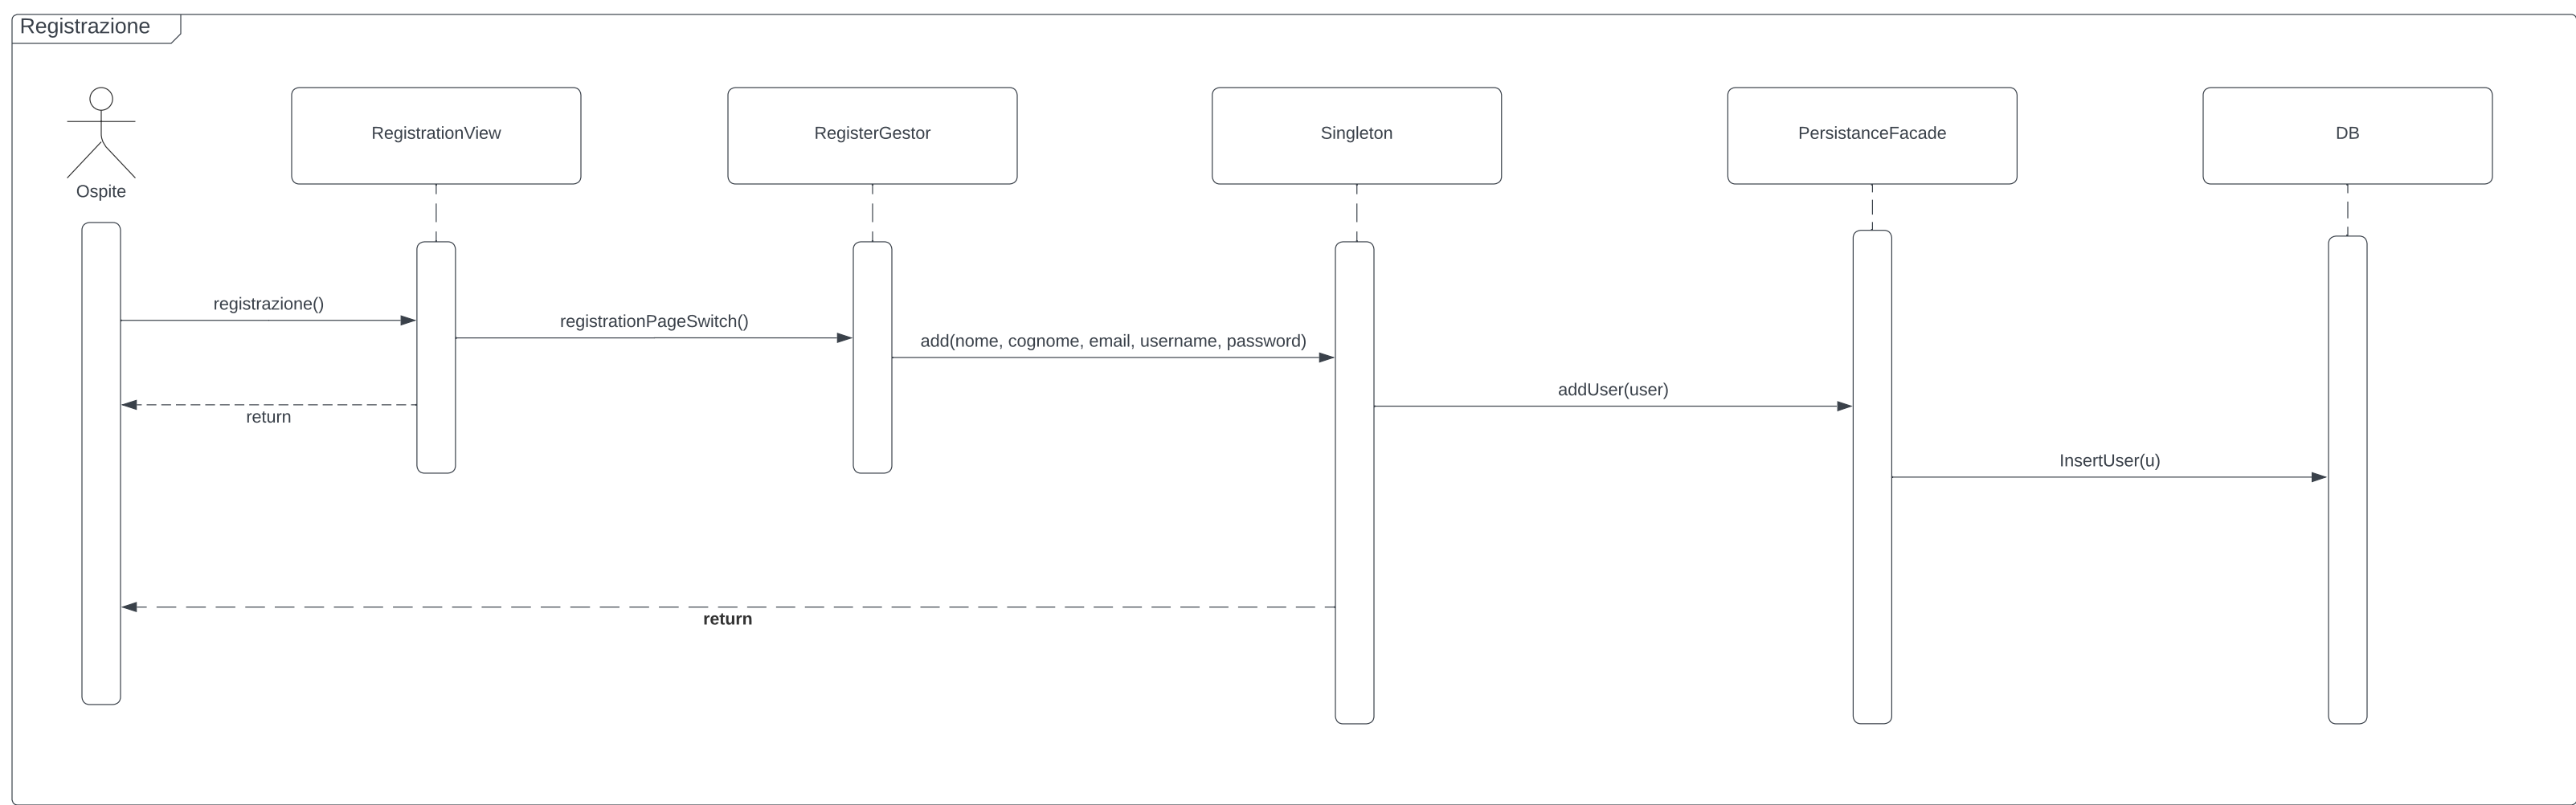 Registrazione
Ospite
RegistrationView
RegisterGestor
Singleton
PersistanceFacade
DB
registrazione()
registrationPageSwitch()
add(nome, cognome, email, username, password)
return
addUser(user)
InsertUser(u)
return